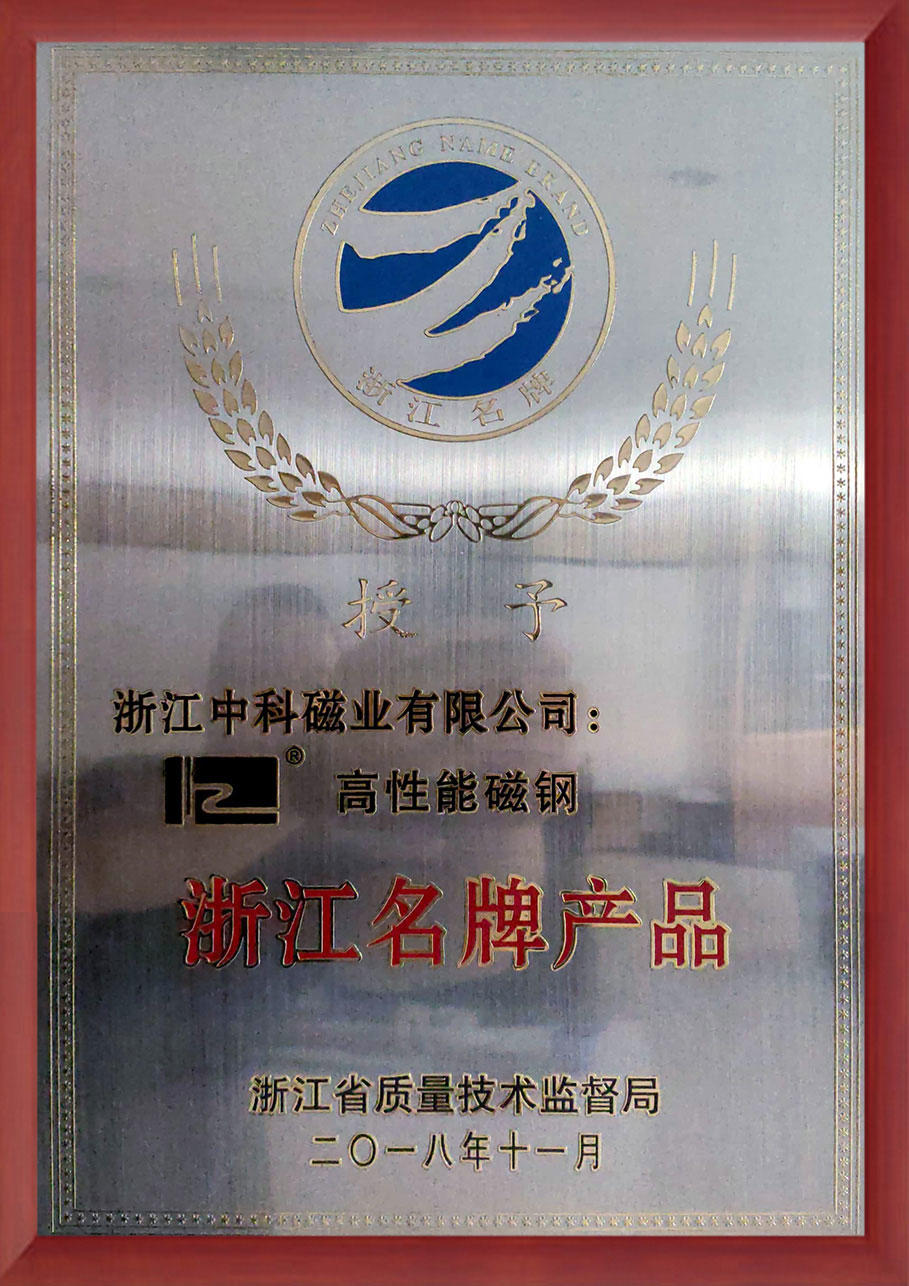 ZHEJIANG NAME BRAND
浙江名牌
授予
浙江中科磁业有限公司：
® 高性能磁钢
浙江名牌产品
浙江省质量技术监督局
二〇一八年十一月